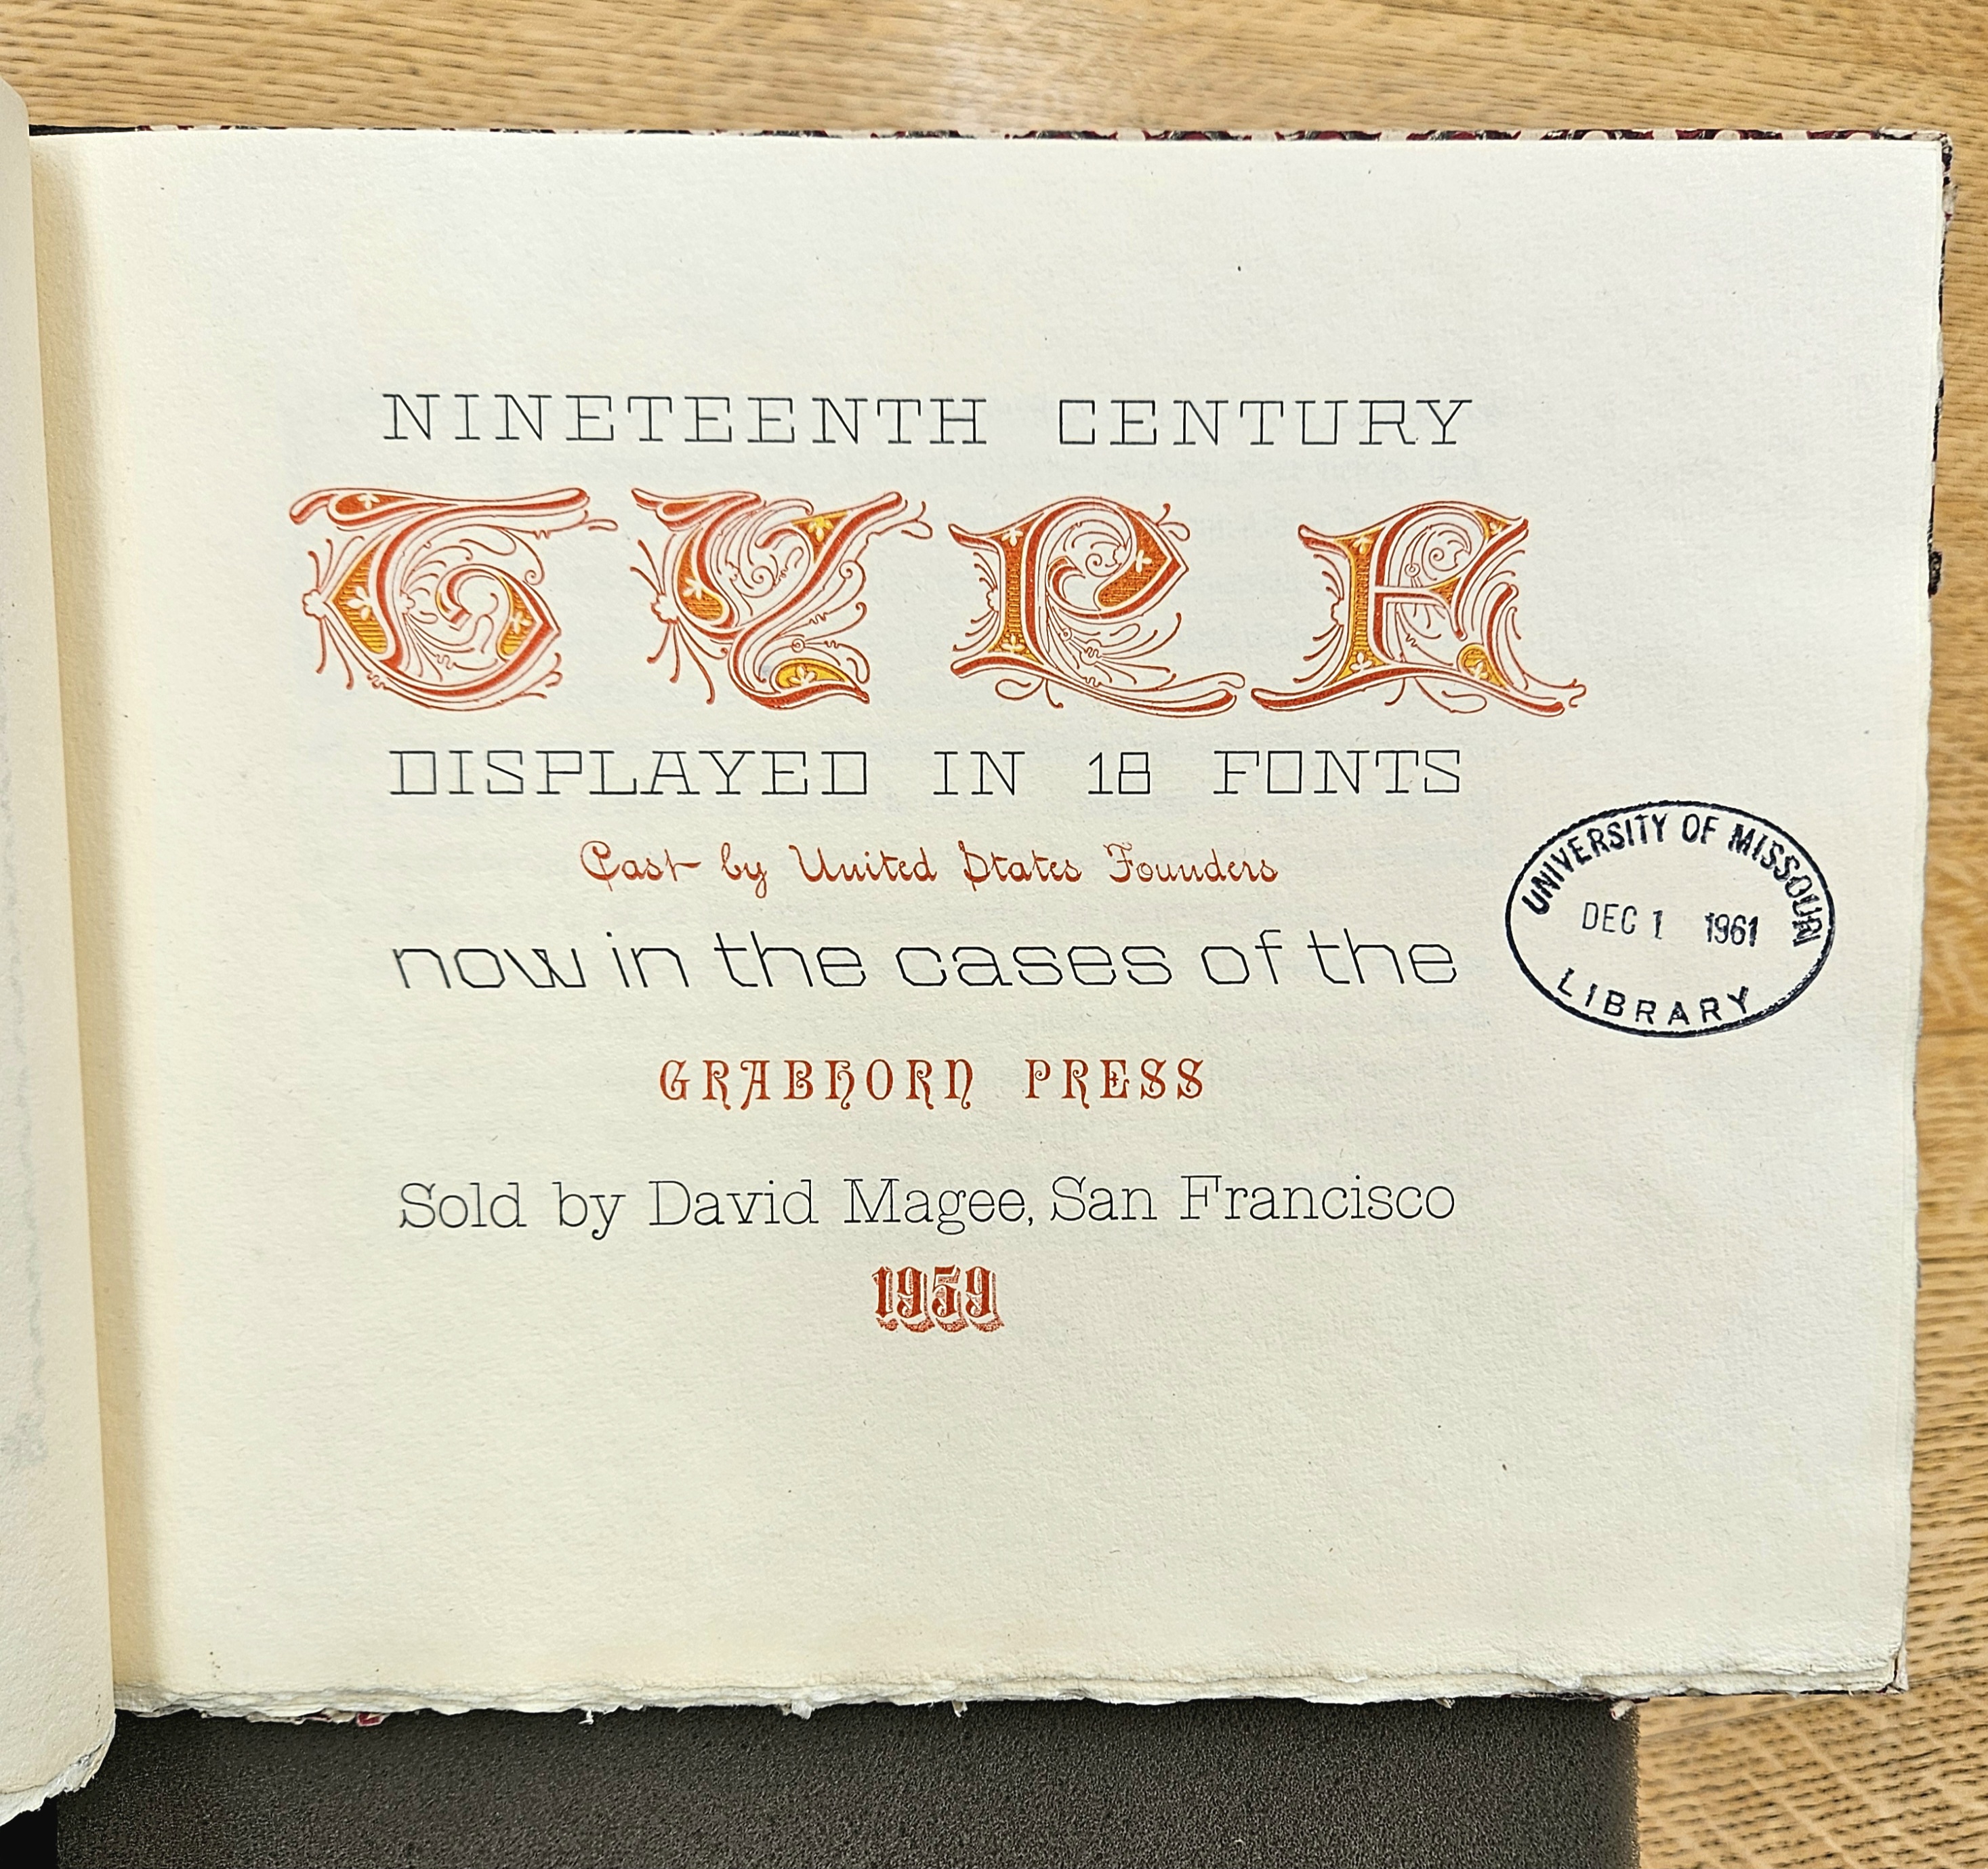 NINETEENTH CENTURY
TYPE
DISPLAYED IN 18 FONTS
Cast by United States Founders
now in the cases of the
GRABHORN PRESS
Sold by David Magee, San Francisco
1959
UNIVERSITY OF MISSOURI
DEC 1 1961
LIBRARY